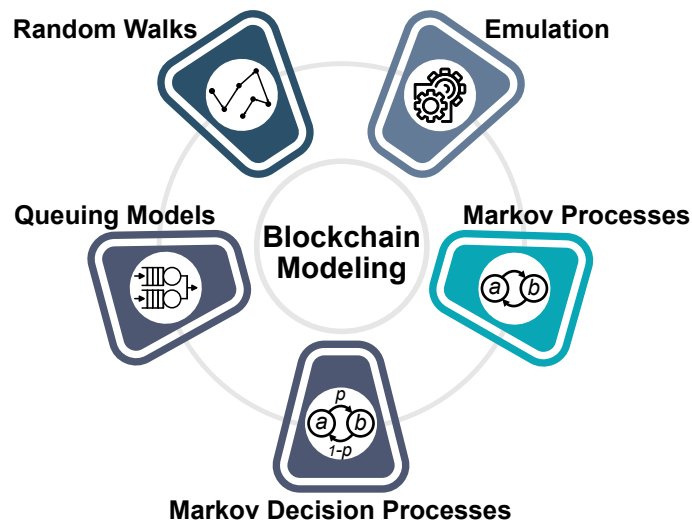 Random Walks
Emulation
Queuing Models
Markov Processes
Blockchain
Modeling
a b
p
a b
1-p
Markov Decision Processes